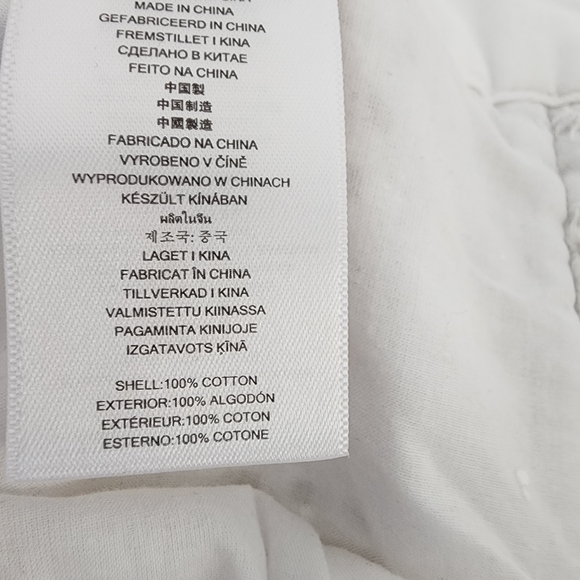 MADE IN CHINA
GEFABRICEERD IN CHINA
FREMSTILLET I KINA
СДЕЛАНО В КИТАЕ
FEITO NA CHINA
中国製
中国制造
中國製造
FABRICADO NA CHINA
VYROBENO V ČÍNĚ
WYPRODUKOWANO W CHINACH
KÉSZÜLT KÍNÁBAN
ผลิตในจีน
제조국: 중국
LAGET I KINA
FABRICAT ÎN CHINA
TILLVERKAD I KINA
VALMISTETTU KIINASSA
PAGAMINTA KINIJOJE
IZGATAVOTS ĶĪNĀ
SHELL:100% COTTON
EXTERIOR:100% ALGODÓN
EXTÉRIEUR:100% COTON
ESTERNO:100% COTONE